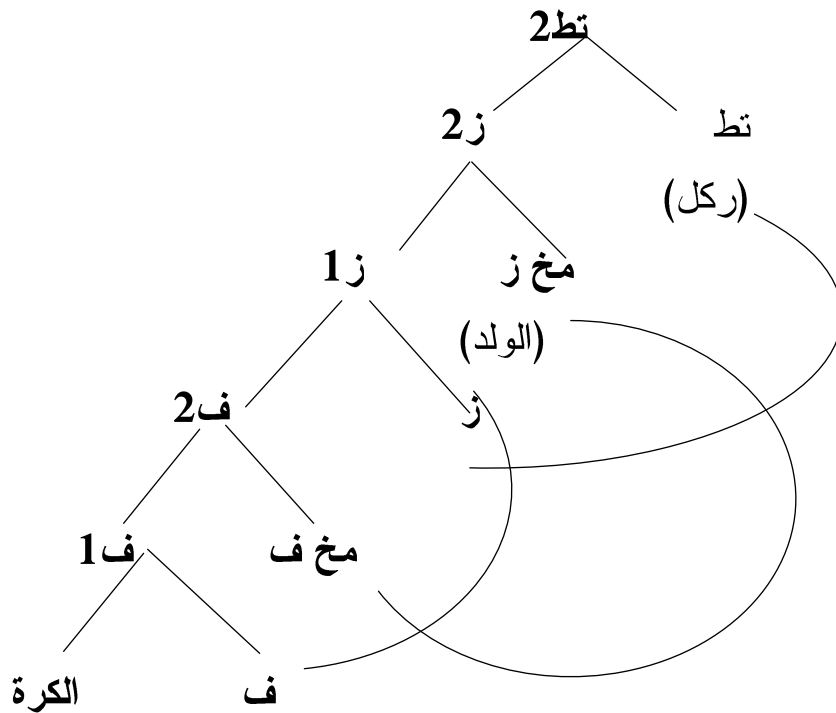 تط2
تط
ز2
(ركل)
مخ ز
ز1
(الولد)
ز
ف2
مخ ف
ف1
ف
الكرة